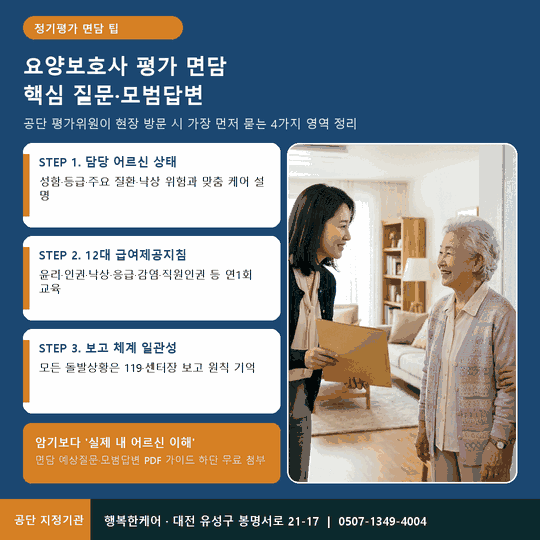 정기평가 면담 팁
요양보호사 평가 면담
핵심 질문·모범답변
공단 평가위원이 현장 방문 시 가장 먼저 묻는 4가지 영역 정리
STEP 1. 담당 어르신 상태
성함·등급·주요 질환·낙상 위험과 맞춤 케어 설
명
STEP 2. 12대 급여제공지침
윤리·인권·낙상·응급·감염·직원인권 등 연1회
교육
STEP 3. 보고 체계 일관성
모든 돌발상황은 119·센터장 보고 원칙 기억
암기보다 '실제 내 어르신 이해'
면담 예상질문·모범답변 PDF 가이드 하단 무료 첨부
공단 지정기관
행복한케어 · 대전 유성구 봉명서로 21-17 | 0507-1349-4004